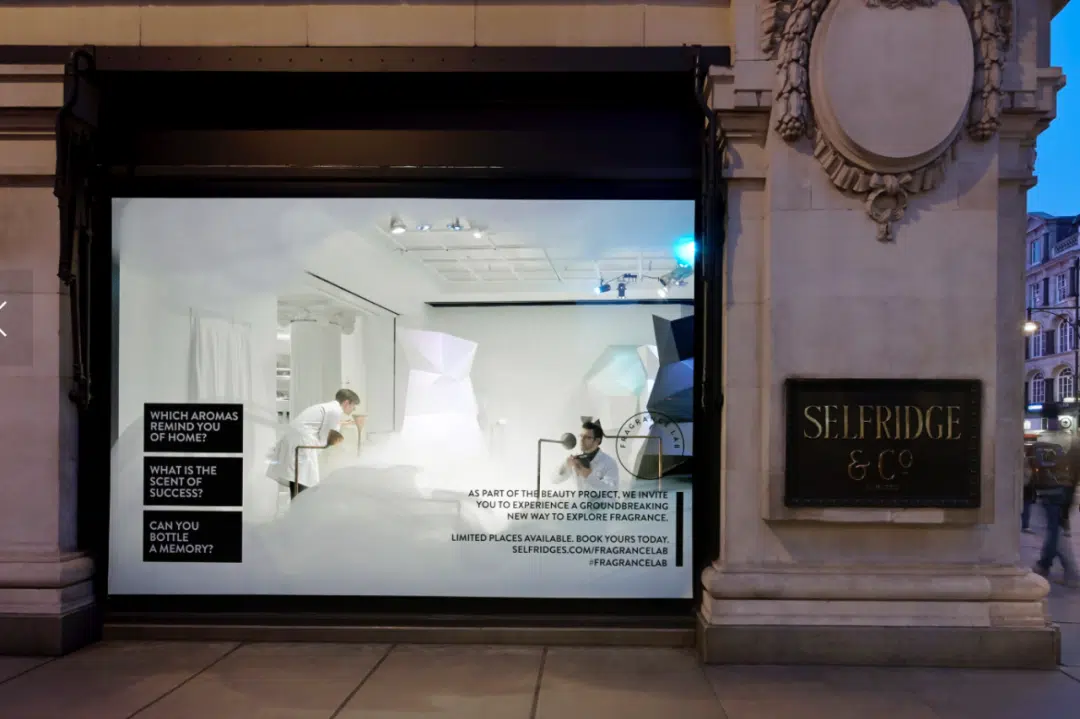 WHICH AROMAS
REMIND YOU
OF HOME?
WHAT IS THE
SCENT OF
SUCCESS?
CAN YOU
BOTTLE
A MEMORY?
FRAGRANCE LAB
AS PART OF THE BEAUTY PROJECT, WE INVITE
YOU TO EXPERIENCE A GROUNDBREAKING
NEW WAY TO EXPLORE FRAGRANCE.
LIMITED PLACES AVAILABLE. BOOK YOURS TODAY.
SELFRIDGES.COM/FRAGRANCELAB
#FRAGRANCELAB
SELFRIDGE
& Cº